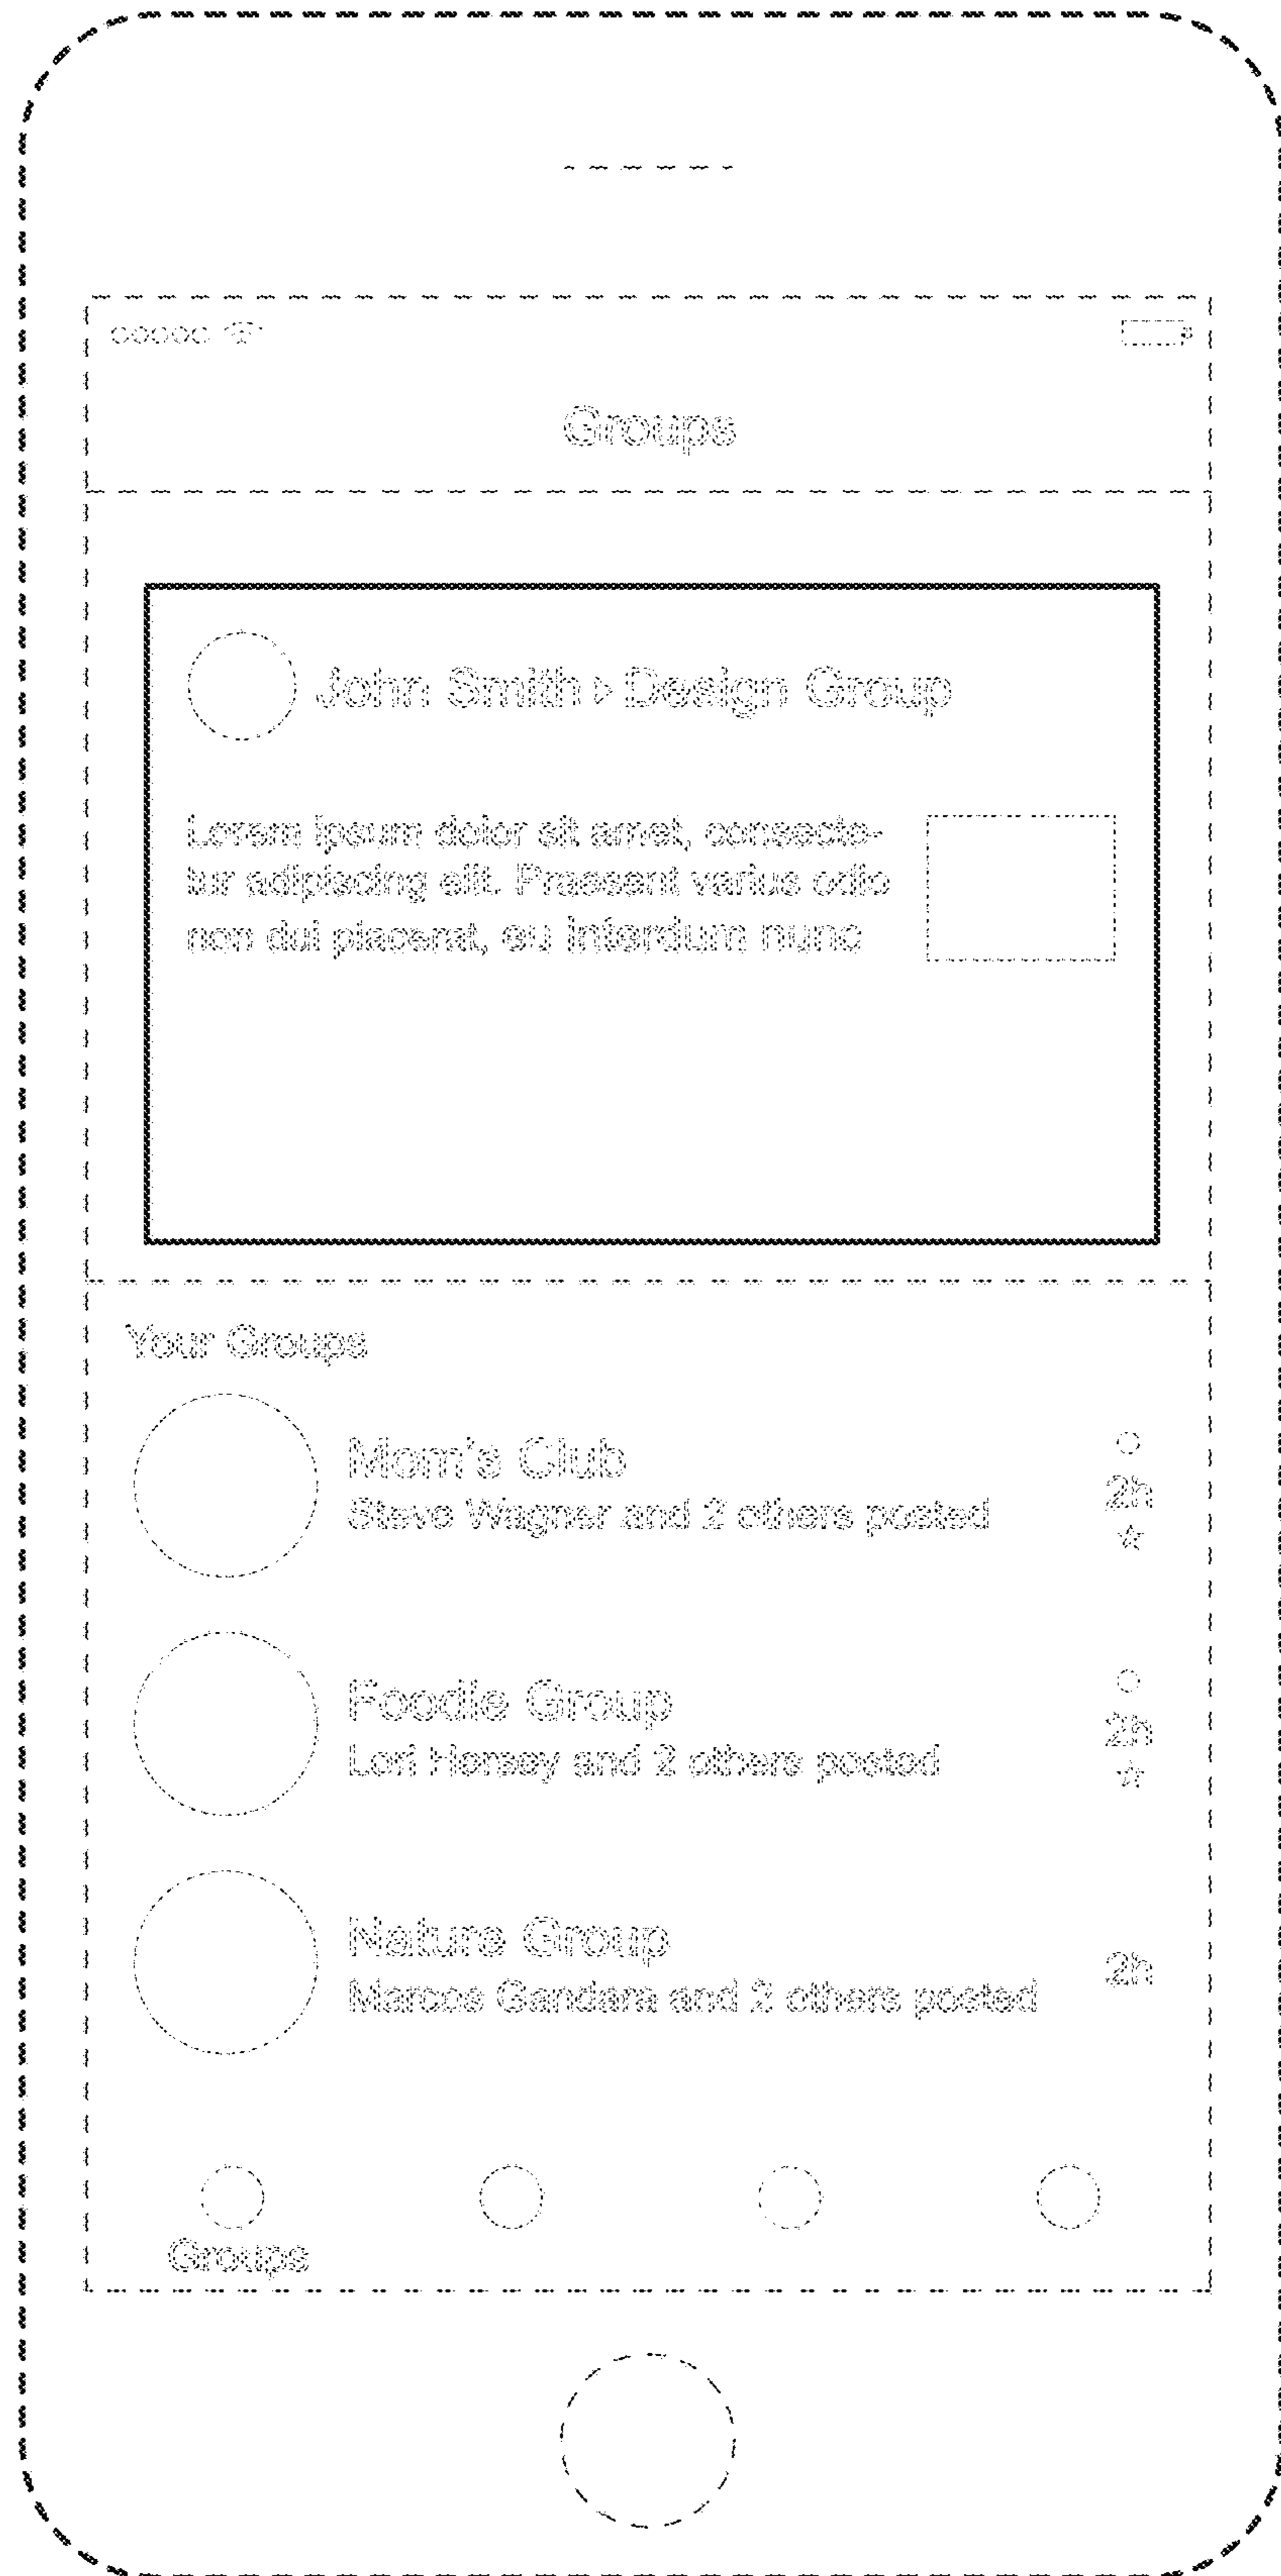 Groups
John Smith ▹ Design Group
Lorem ipsum dolor sit amet, consecte-
tur adipiscing elit. Praesent varius odio
non dui placerat, eu interdum nunc
Your Groups
Mom's Club
2h
Steve Wagner and 2 others posted
Foodie Group
2h
Lori Hersey and 2 others posted
Nature Group
2h
Marcos Gandara and 2 others posted
Groups